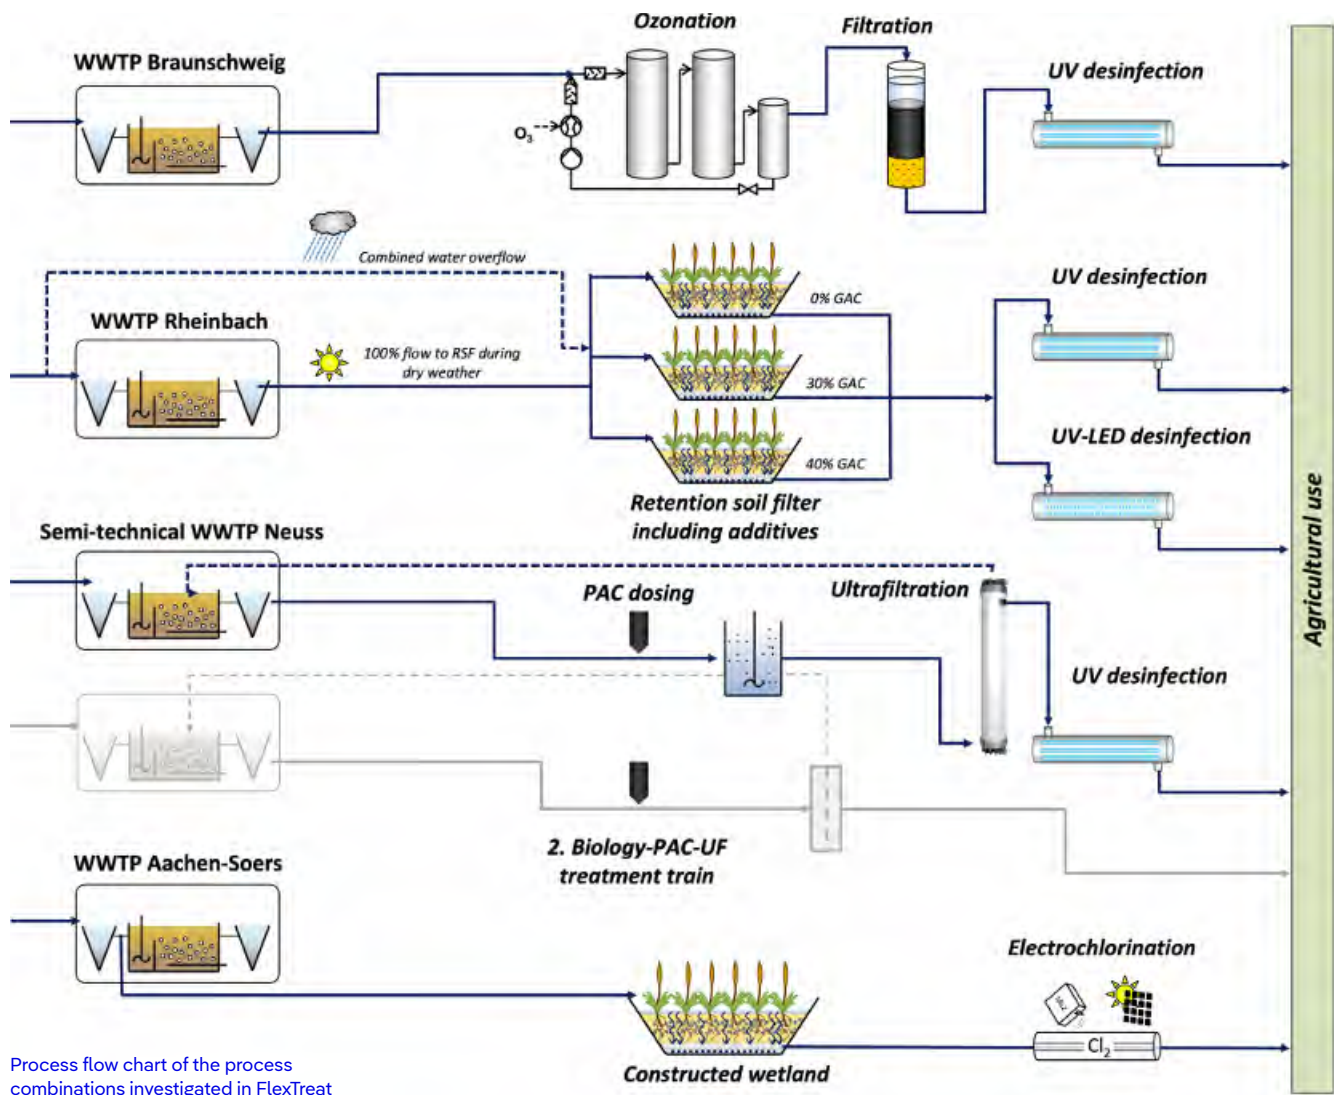 Ozonation
Filtration
WWTP Braunschweig
UV desinfection
O3
Combined water overflow
UV desinfection
0% GAC
WWTP Rheinbach
100% flow to RSF during
dry weather
30% GAC
UV-LED desinfection
40% GAC
Retention soil filter
including additives
Agricultural use
Semi-technical WWTP Neuss
PAC dosing
Ultrafiltration
UV desinfection
2. Biology-PAC-UF
treatment train
WWTP Aachen-Soers
Electrochlorination
Cl2
Constructed wetland
Process flow chart of the process
combinations investigated in FlexTreat